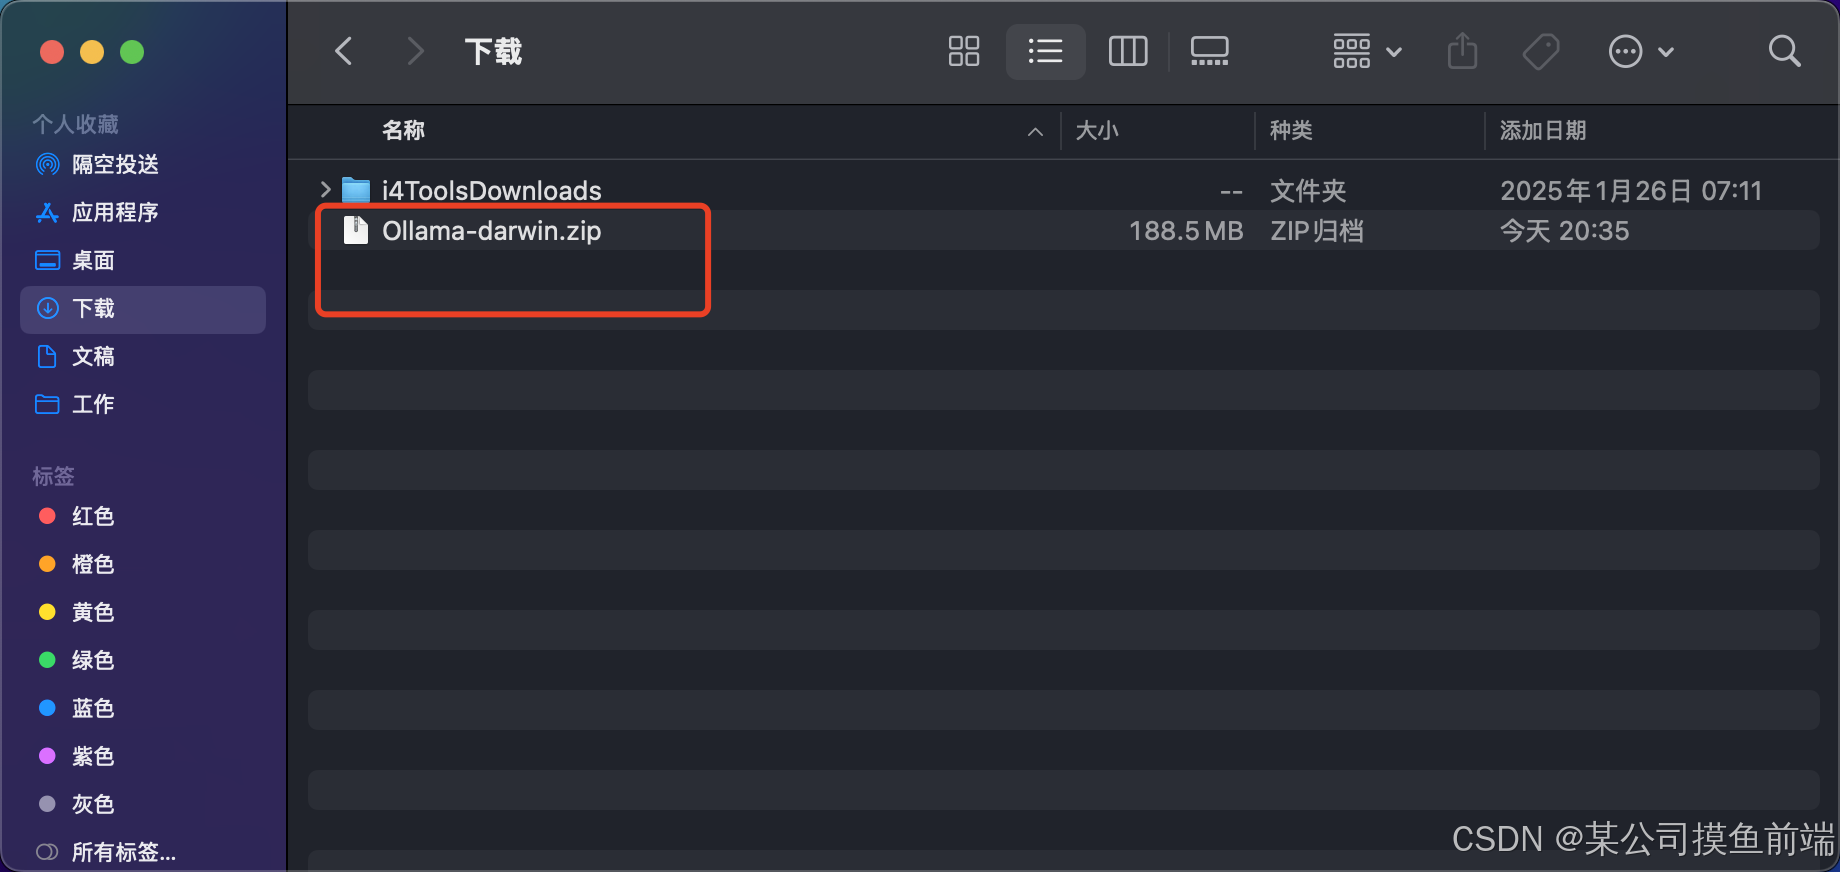 下载
个人收藏
隔空投送
应用程序
桌面
下载
文稿
工作
标签
红色
橙色
黄色
绿色
蓝色
紫色
灰色
所有标签...
名称 大小 种类 添加日期
i4ToolsDownloads -- 文件夹 2025年1月26日 07:11
Ollama-darwin.zip 188.5 MB ZIP归档 今天 20:35
CSDN @某公司摸鱼前端